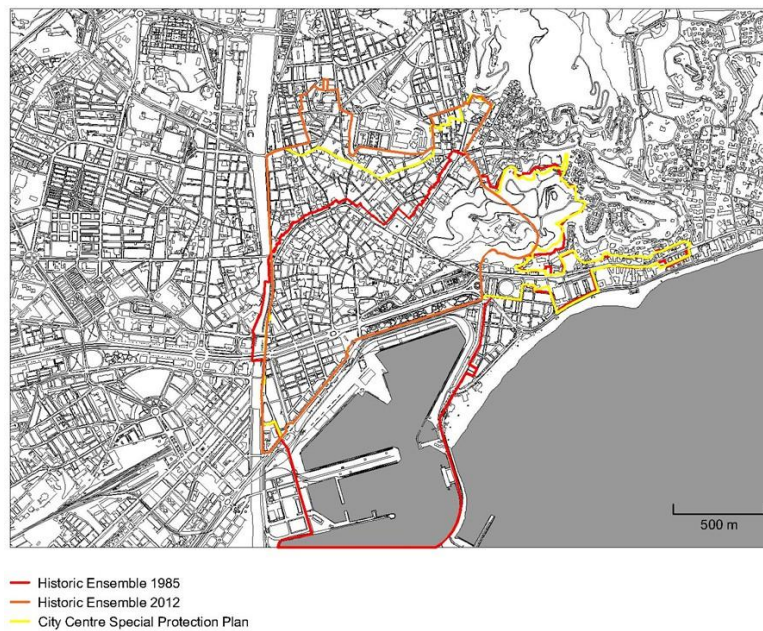 500 m
Historic Ensemble 1985
Historic Ensemble 2012
City Centre Special Protection Plan